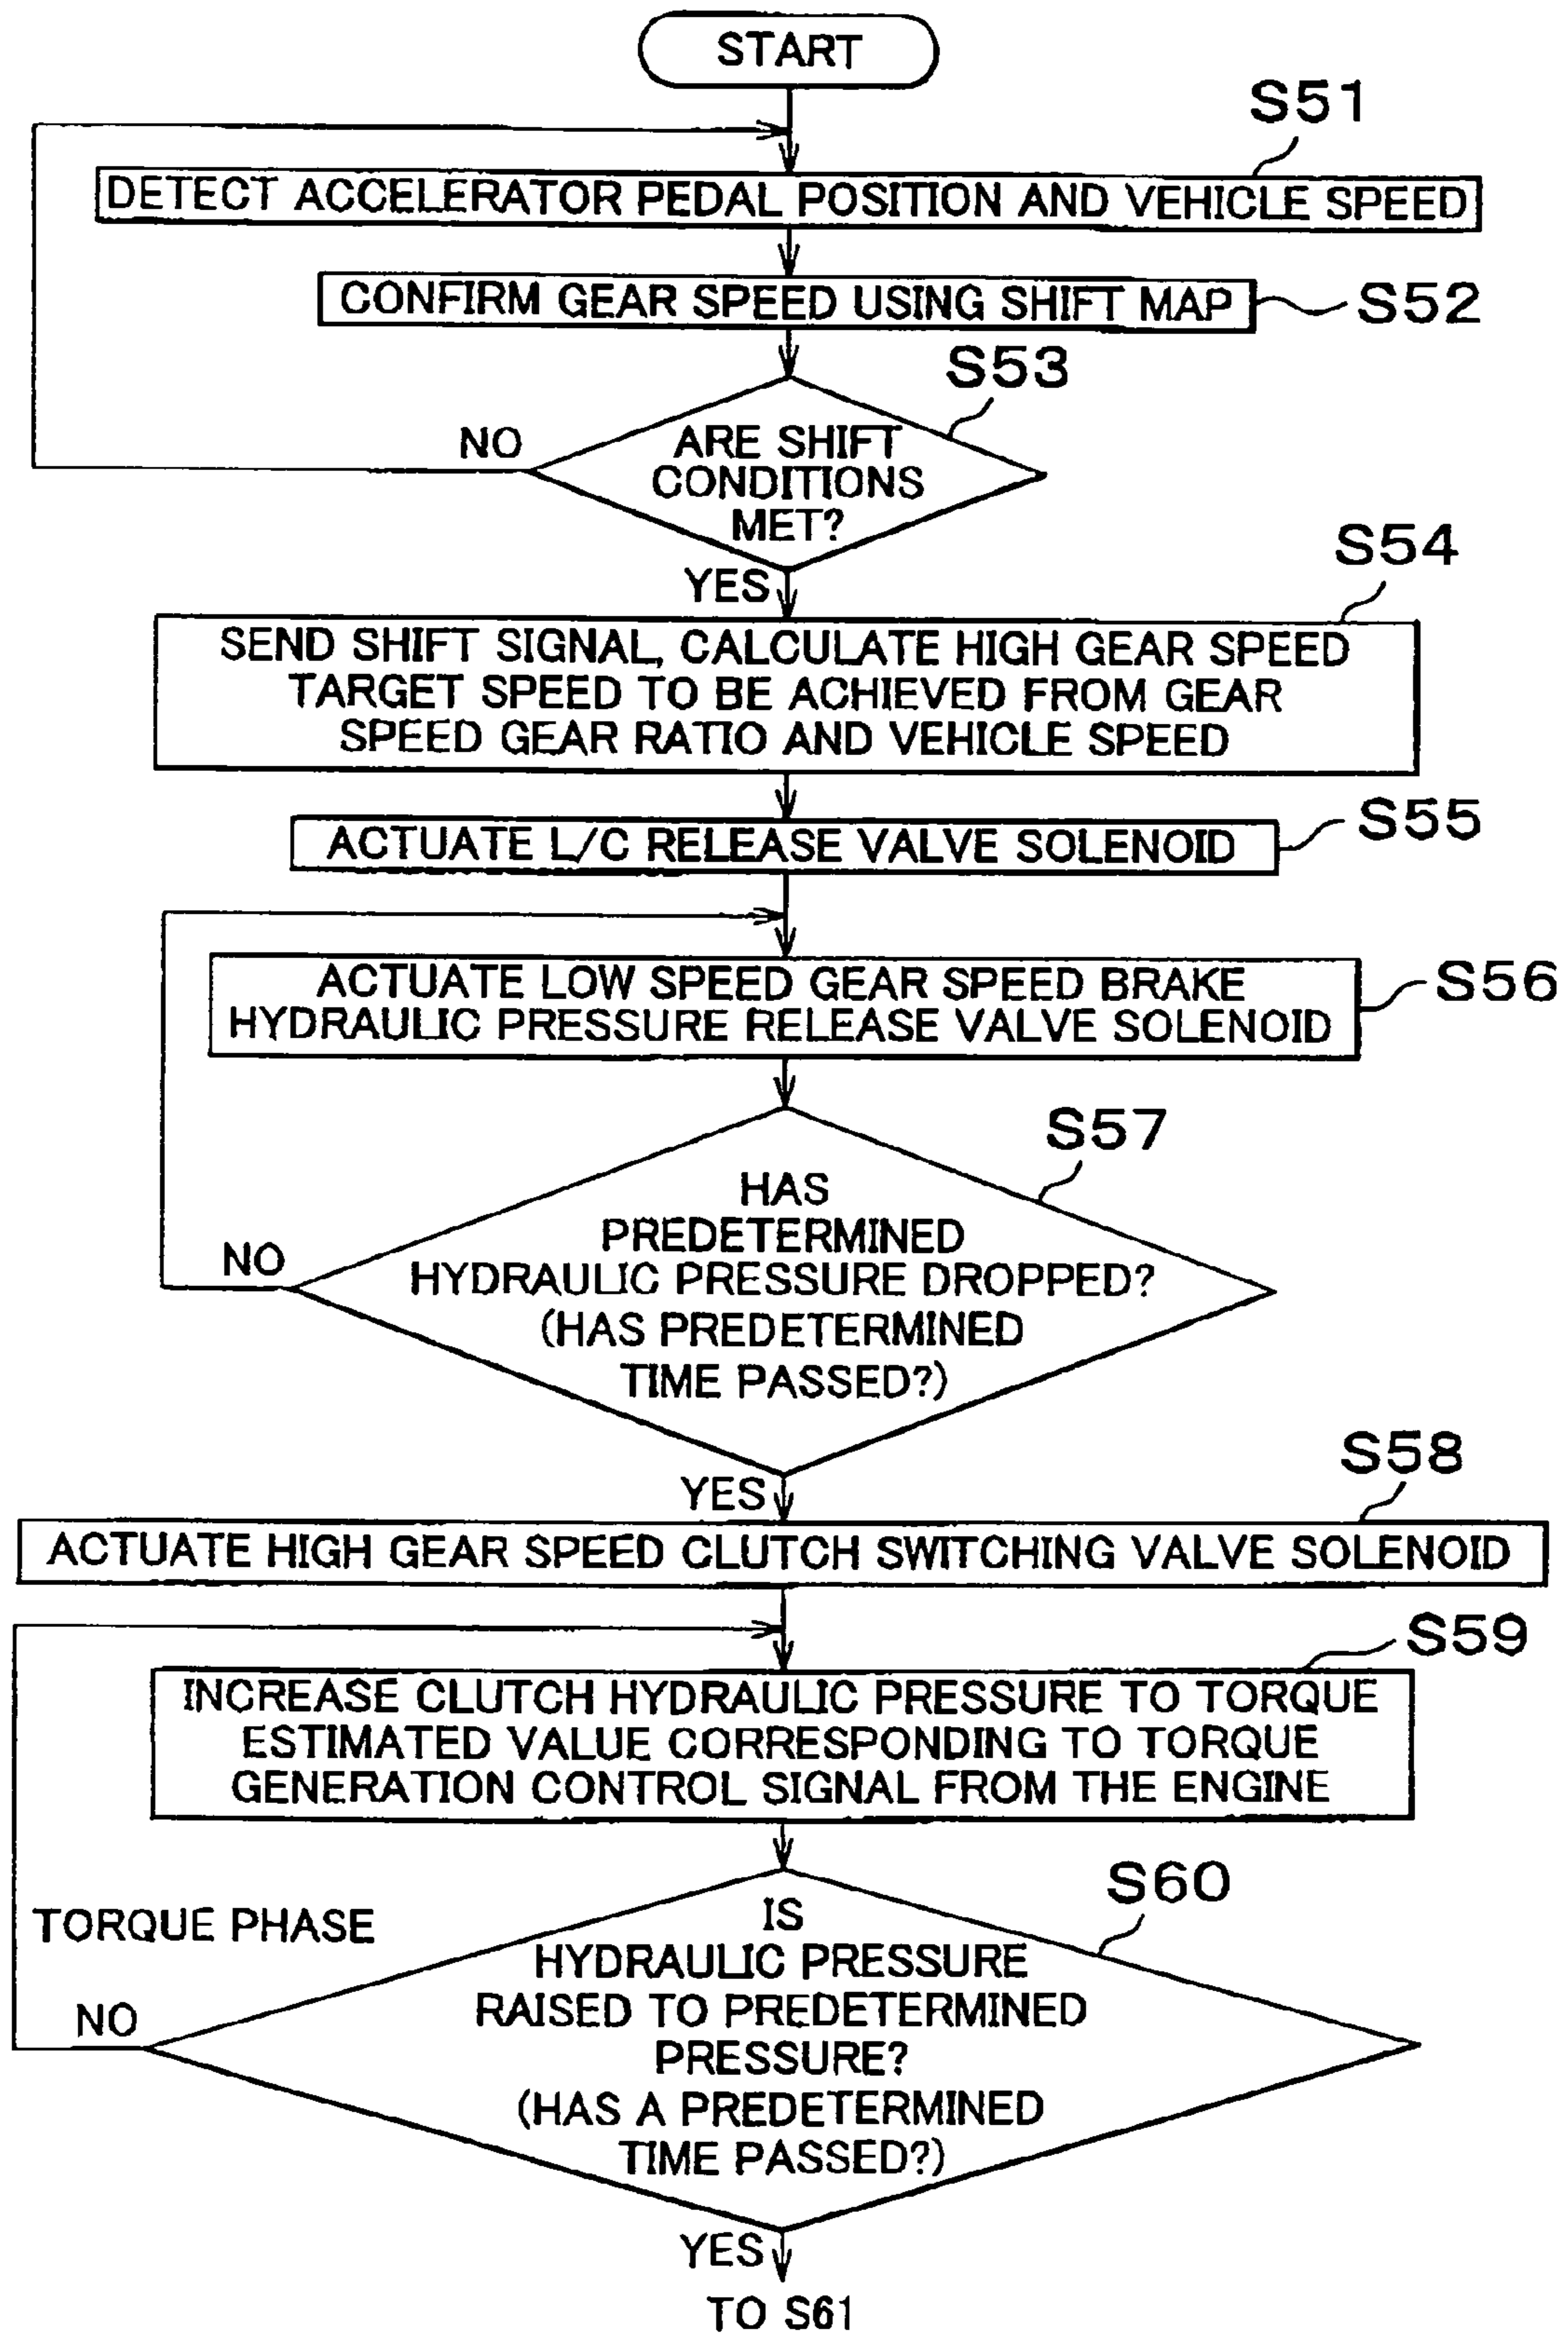 START
S51
DETECT ACCELERATOR PEDAL POSITION AND VEHICLE SPEED
CONFIRM GEAR SPEED USING SHIFT MAP
S52
S53
NO
ARE SHIFT
CONDITIONS
MET?
S54
YES
SEND SHIFT SIGNAL, CALCULATE HIGH GEAR SPEED
TARGET SPEED TO BE ACHIEVED FROM GEAR
SPEED GEAR RATIO AND VEHICLE SPEED
S55
ACTUATE L/C RELEASE VALVE SOLENOID
ACTUATE LOW SPEED GEAR SPEED BRAKE
HYDRAULIC PRESSURE RELEASE VALVE SOLENOID
S56
S57
HAS
PREDETERMINED
HYDRAULIC PRESSURE DROPPED?
(HAS PREDETERMINED
TIME PASSED?)
NO
S58
YES
ACTUATE HIGH GEAR SPEED CLUTCH SWITCHING VALVE SOLENOID
S59
INCREASE CLUTCH HYDRAULIC PRESSURE TO TORQUE
ESTIMATED VALUE CORRESPONDING TO TORQUE
GENERATION CONTROL SIGNAL FROM THE ENGINE
S60
TORQUE PHASE
IS
HYDRAULIC PRESSURE
RAISED TO PREDETERMINED
PRESSURE?
(HAS A PREDETERMINED
TIME PASSED?)
NO
YES
TO S61